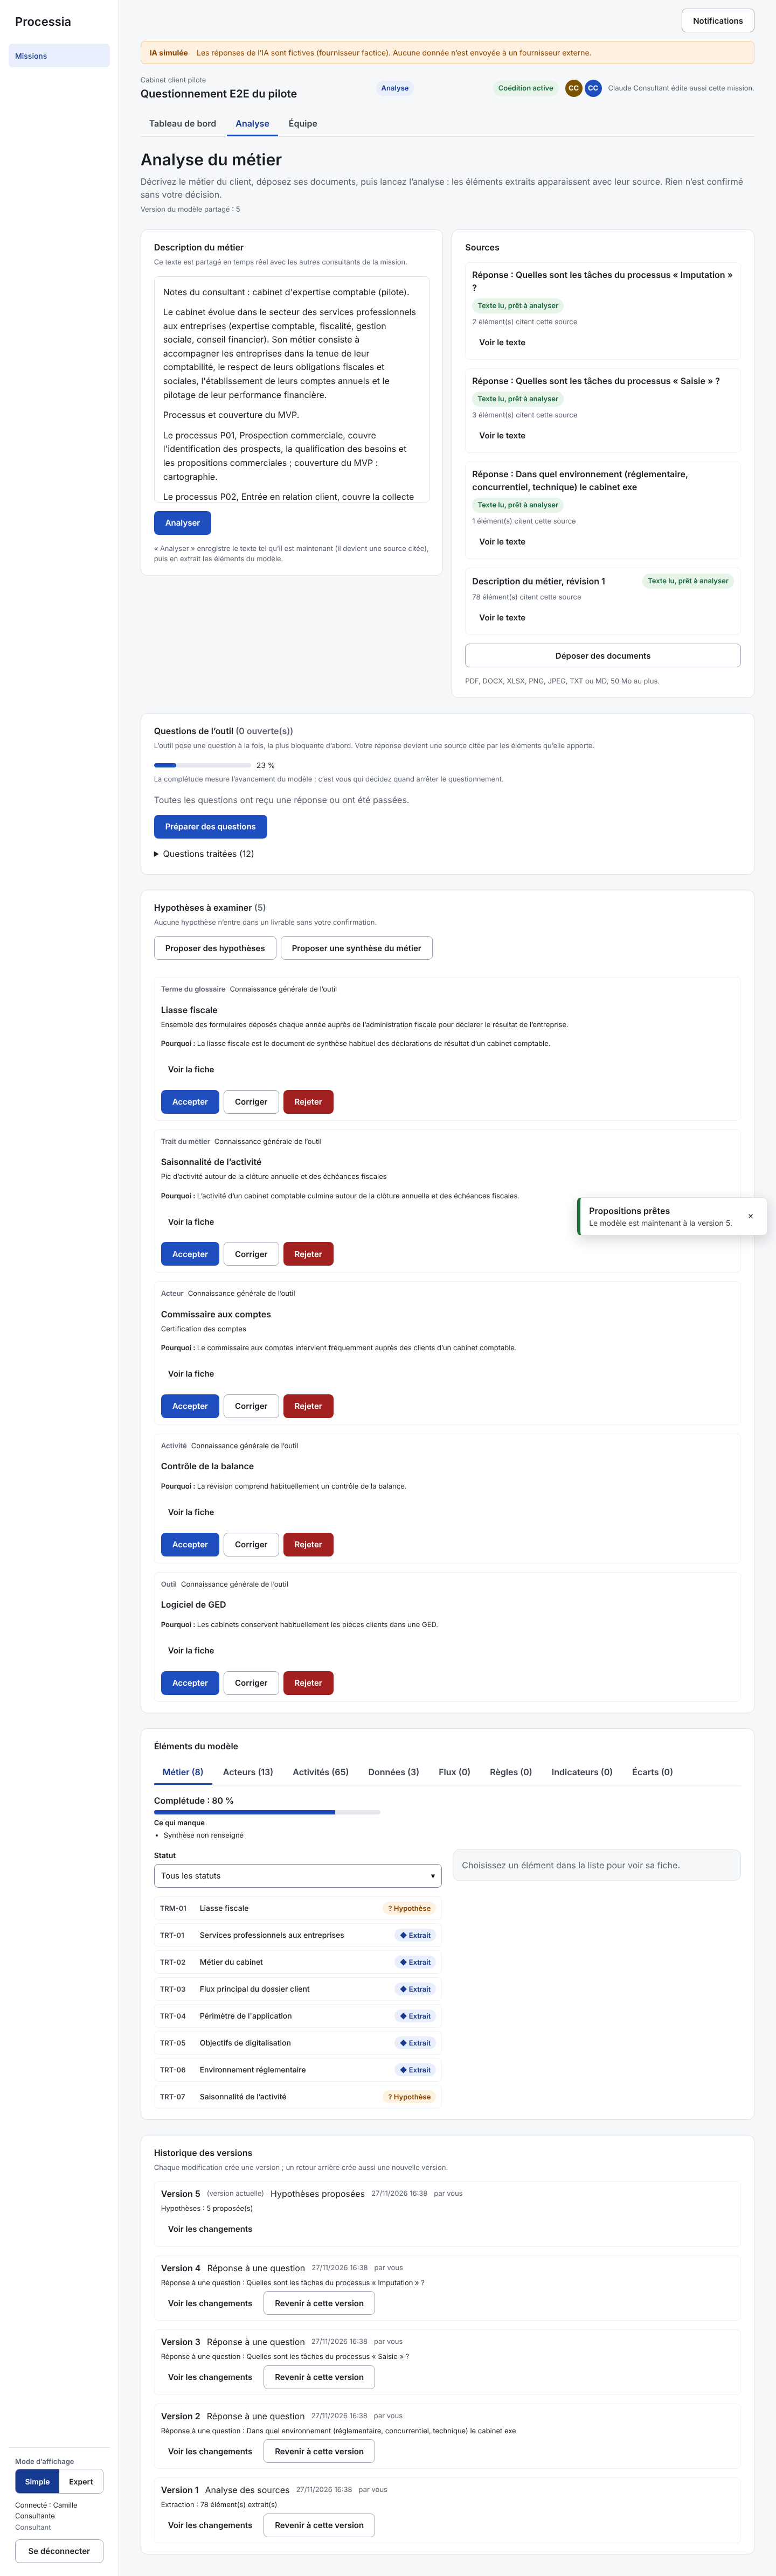 Processia
Missions
Mode d'affichage
Simple
Expert
Connecté : Camille
Consultante
Consultant
Se déconnecter
Notifications
IA simulée Les réponses de l'IA sont fictives (fournisseur factice). Aucune donnée n'est envoyée à un fournisseur externe.
Cabinet client pilote
Questionnement E2E du pilote
Analyse
Coédition active
CC
CC
Claude Consultant édite aussi cette mission.
Tableau de bord
Analyse
Équipe
Analyse du métier
Décrivez le métier du client, déposez ses documents, puis lancez l'analyse : les éléments extraits apparaissent avec leur source. Rien n'est confirmé
sans votre décision.
Version du modèle partagé : 5
Description du métier
Ce texte est partagé en temps réel avec les autres consultants de la mission.
Notes du consultant : cabinet d'expertise comptable (pilote).
Le cabinet évolue dans le secteur des services professionnels
aux entreprises (expertise comptable, fiscalité, gestion
sociale, conseil financier). Son métier consiste à
accompagner les entreprises dans la tenue de leur
comptabilité, le respect de leurs obligations fiscales et
sociales, l'établissement de leurs comptes annuels et le
pilotage de leur performance financière.
Processus et couverture du MVP.
Le processus P01, Prospection commerciale, couvre
l'identification des prospects, la qualification des besoins et
les propositions commerciales ; couverture du MVP :
cartographie.
Le processus P02, Entrée en relation client, couvre la collecte
Analyser
« Analyser » enregistre le texte tel qu'il est maintenant (il devient une source citée),
puis en extrait les éléments du modèle.
Sources
Réponse : Quelles sont les tâches du processus « Imputation »
?
Texte lu, prêt à analyser
2 élément(s) citent cette source
Voir le texte
Réponse : Quelles sont les tâches du processus « Saisie » ?
Texte lu, prêt à analyser
3 élément(s) citent cette source
Voir le texte
Réponse : Dans quel environnement (réglementaire,
concurrentiel, technique) le cabinet exe
Texte lu, prêt à analyser
1 élément(s) citent cette source
Voir le texte
Description du métier, révision 1
Texte lu, prêt à analyser
78 élément(s) citent cette source
Voir le texte
Déposer des documents
PDF, DOCX, XLSX, PNG, JPEG, TXT ou MD, 50 Mo au plus.
Questions de l'outil (0 ouverte(s))
L'outil pose une question à la fois, la plus bloquante d'abord. Votre réponse devient une source citée par les éléments qu'elle apporte.
23 %
La complétude mesure l'avancement du modèle ; c'est vous qui décidez quand arrêter le questionnement.
Toutes les questions ont reçu une réponse ou ont été passées.
Préparer des questions
▶ Questions traitées (12)
Hypothèses à examiner (5)
Aucune hypothèse n'entre dans un livrable sans votre confirmation.
Proposer des hypothèses
Proposer une synthèse du métier
Terme du glossaire Connaissance générale de l'outil
Liasse fiscale
Ensemble des formulaires déposés chaque année auprès de l'administration fiscale pour déclarer le résultat de l'entreprise.
Pourquoi : La liasse fiscale est le document de synthèse habituel des déclarations de résultat d'un cabinet comptable.
Voir la fiche
Accepter
Corriger
Rejeter
Trait du métier Connaissance générale de l'outil
Saisonnalité de l'activité
Pic d'activité autour de la clôture annuelle et des échéances fiscales
Pourquoi : L'activité d'un cabinet comptable culmine autour de la clôture annuelle et des échéances fiscales.
Voir la fiche
Accepter
Corriger
Rejeter
Propositions prêtes
Le modèle est maintenant à la version 5.
×
Acteur Connaissance générale de l'outil
Commissaire aux comptes
Certification des comptes
Pourquoi : Le commissaire aux comptes intervient fréquemment auprès des clients d'un cabinet comptable.
Voir la fiche
Accepter
Corriger
Rejeter
Activité Connaissance générale de l'outil
Contrôle de la balance
Pourquoi : La révision comprend habituellement un contrôle de la balance.
Voir la fiche
Accepter
Corriger
Rejeter
Outil Connaissance générale de l'outil
Logiciel de GED
Pourquoi : Les cabinets conservent habituellement les pièces clients dans une GED.
Voir la fiche
Accepter
Corriger
Rejeter
Éléments du modèle
Métier (8)
Acteurs (13)
Activités (65)
Données (3)
Flux (0)
Règles (0)
Indicateurs (0)
Écarts (0)
Complétude : 80 %
Ce qui manque
• Synthèse non renseigné
Statut
Tous les statuts ▾
Choisissez un élément dans la liste pour voir sa fiche.
TRM-01 Liasse fiscale ? Hypothèse
TRT-01 Services professionnels aux entreprises ◆ Extrait
TRT-02 Métier du cabinet ◆ Extrait
TRT-03 Flux principal du dossier client ◆ Extrait
TRT-04 Périmètre de l'application ◆ Extrait
TRT-05 Objectifs de digitalisation ◆ Extrait
TRT-06 Environnement réglementaire ◆ Extrait
TRT-07 Saisonnalité de l'activité ? Hypothèse
Historique des versions
Chaque modification crée une version ; un retour arrière crée aussi une nouvelle version.
Version 5 (version actuelle) Hypothèses proposées 27/11/2026 16:38 par vous
Hypothèses : 5 proposée(s)
Voir les changements
Version 4 Réponse à une question 27/11/2026 16:38 par vous
Réponse à une question : Quelles sont les tâches du processus « Imputation » ?
Voir les changements
Revenir à cette version
Version 3 Réponse à une question 27/11/2026 16:38 par vous
Réponse à une question : Quelles sont les tâches du processus « Saisie » ?
Voir les changements
Revenir à cette version
Version 2 Réponse à une question 27/11/2026 16:38 par vous
Réponse à une question : Dans quel environnement (réglementaire, concurrentiel, technique) le cabinet exe
Voir les changements
Revenir à cette version
Version 1 Analyse des sources 27/11/2026 16:38 par vous
Extraction : 78 élément(s) extrait(s)
Voir les changements
Revenir à cette version